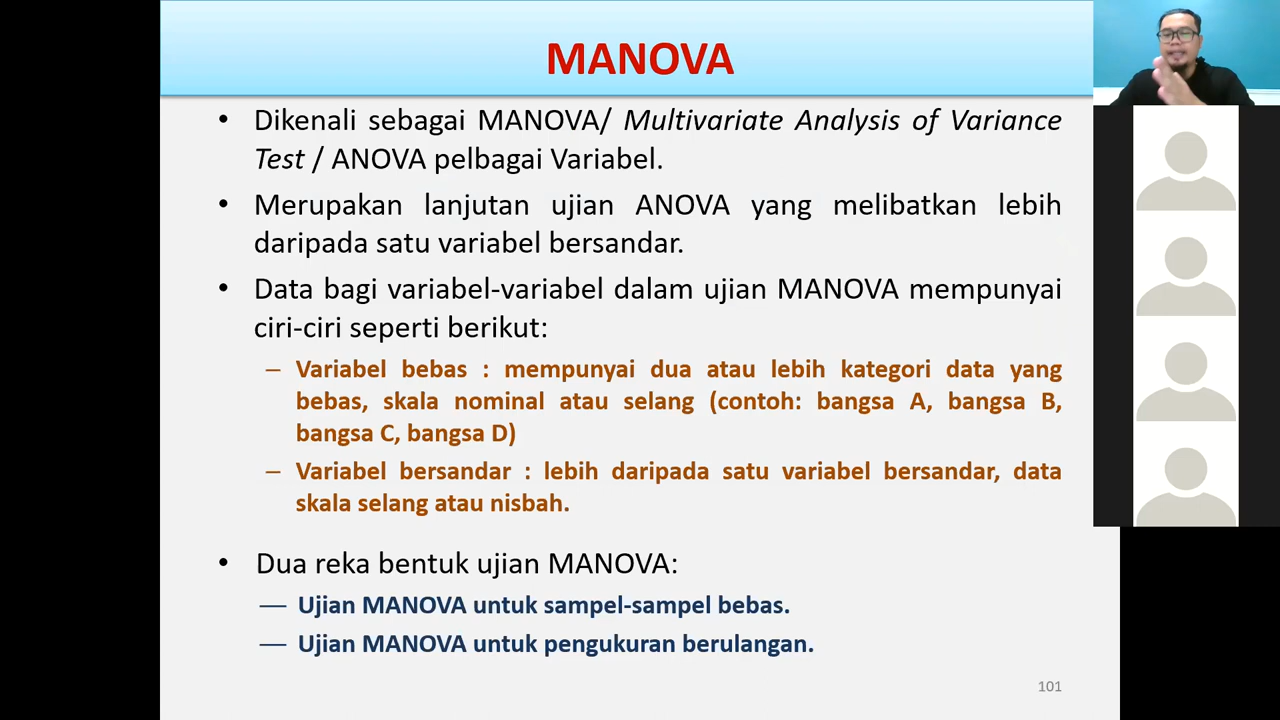 MANOVA
• Dikenali sebagai MANOVA/ Multivariate Analysis of Variance
Test / ANOVA pelbagai Variabel.
• Merupakan lanjutan ujian ANOVA yang melibatkan lebih
daripada satu variabel bersandar.
• Data bagi variabel-variabel dalam ujian MANOVA mempunyai
ciri-ciri seperti berikut:
– Variabel bebas : mempunyai dua atau lebih kategori data yang
bebas, skala nominal atau selang (contoh: bangsa A, bangsa B,
bangsa C, bangsa D)
– Variabel bersandar : lebih daripada satu variabel bersandar, data
skala selang atau nisbah.
• Dua reka bentuk ujian MANOVA:
— Ujian MANOVA untuk sampel-sampel bebas.
— Ujian MANOVA untuk pengukuran berulangan.
101